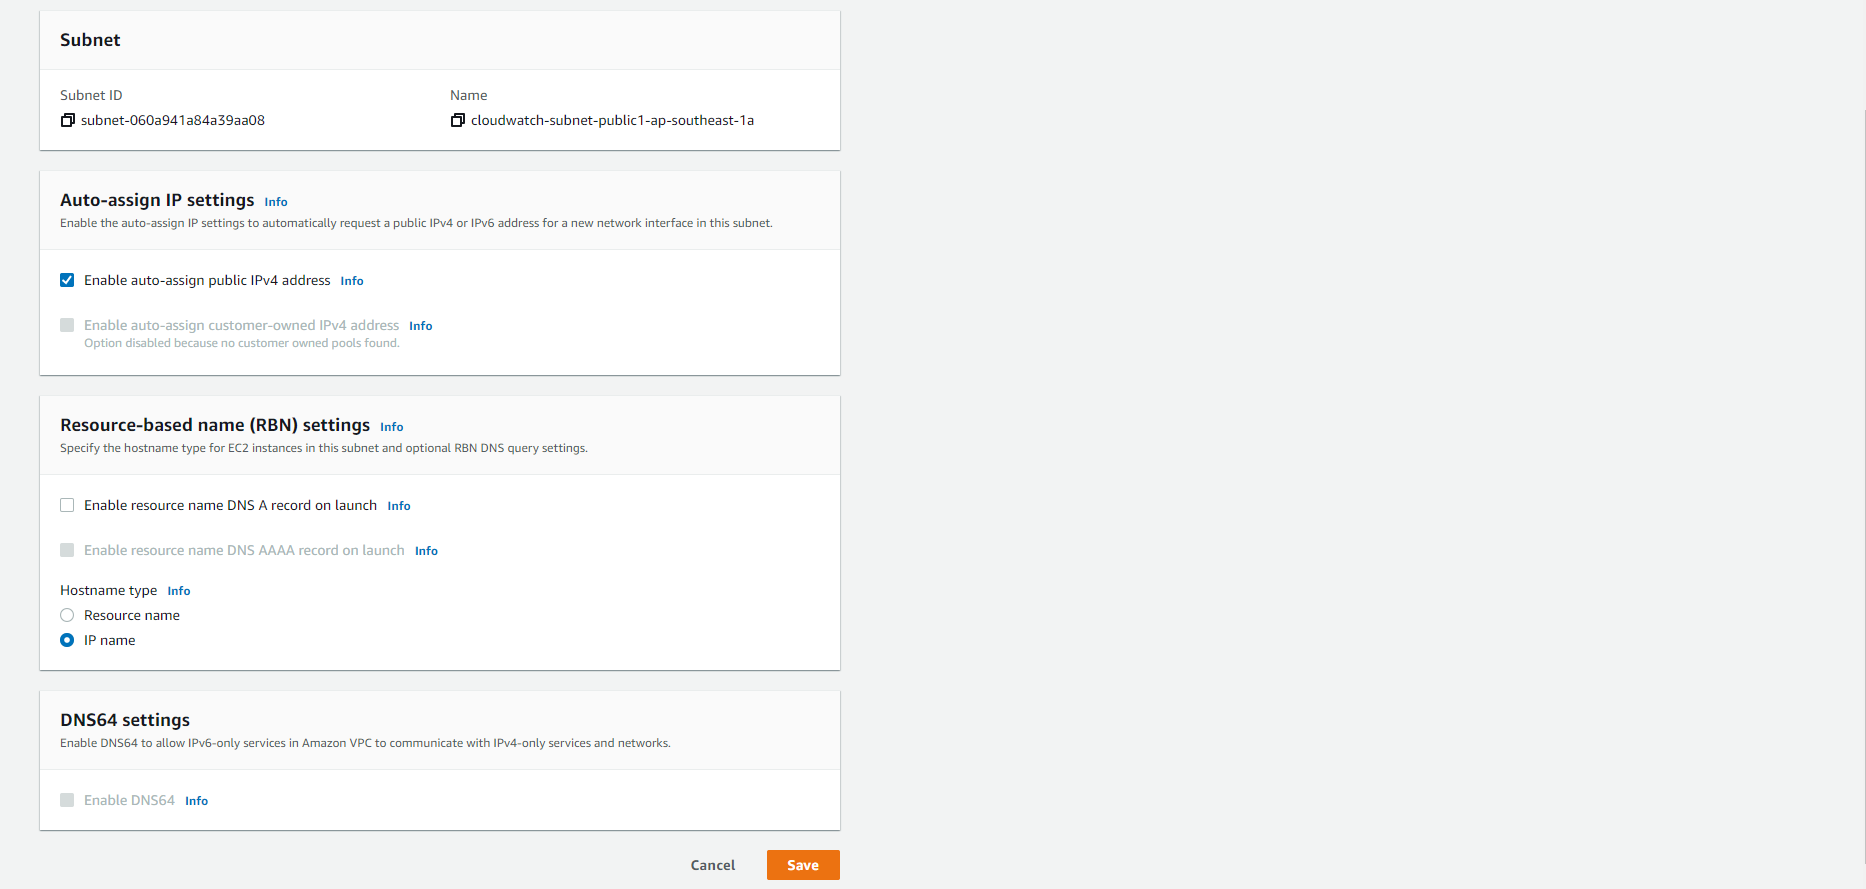 Subnet
Subnet ID
Name
subnet-060a941a84a39aa08
cloudwatch-subnet-public1-ap-southeast-1a
Auto-assign IP settings Info
Enable the auto-assign IP settings to automatically request a public IPv4 or IPv6 address for a new network interface in this subnet.
Enable auto-assign public IPv4 address Info
Enable auto-assign customer-owned IPv4 address Info
Option disabled because no customer owned pools found.
Resource-based name (RBN) settings Info
Specify the hostname type for EC2 instances in this subnet and optional RBN DNS query settings.
Enable resource name DNS A record on launch Info
Enable resource name DNS AAAA record on launch Info
Hostname type Info
Resource name
IP name
DNS64 settings
Enable DNS64 to allow IPv6-only services in Amazon VPC to communicate with IPv4-only services and networks.
Enable DNS64 Info
Cancel Save